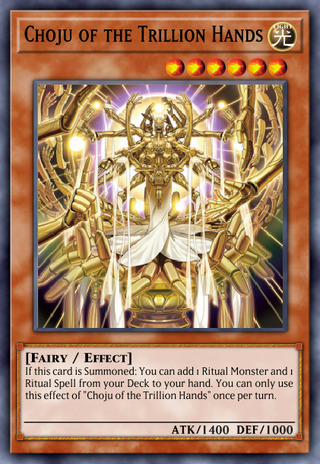 Choju of the Trillion Hands
LIGHT
光
[Fairy / Effect]
If this card is Summoned: You can add 1 Ritual Monster and 1
Ritual Spell from your Deck to your hand. You can only use
this effect of "Choju of the Trillion Hands" once per turn.
ATK/1400 DEF/1000